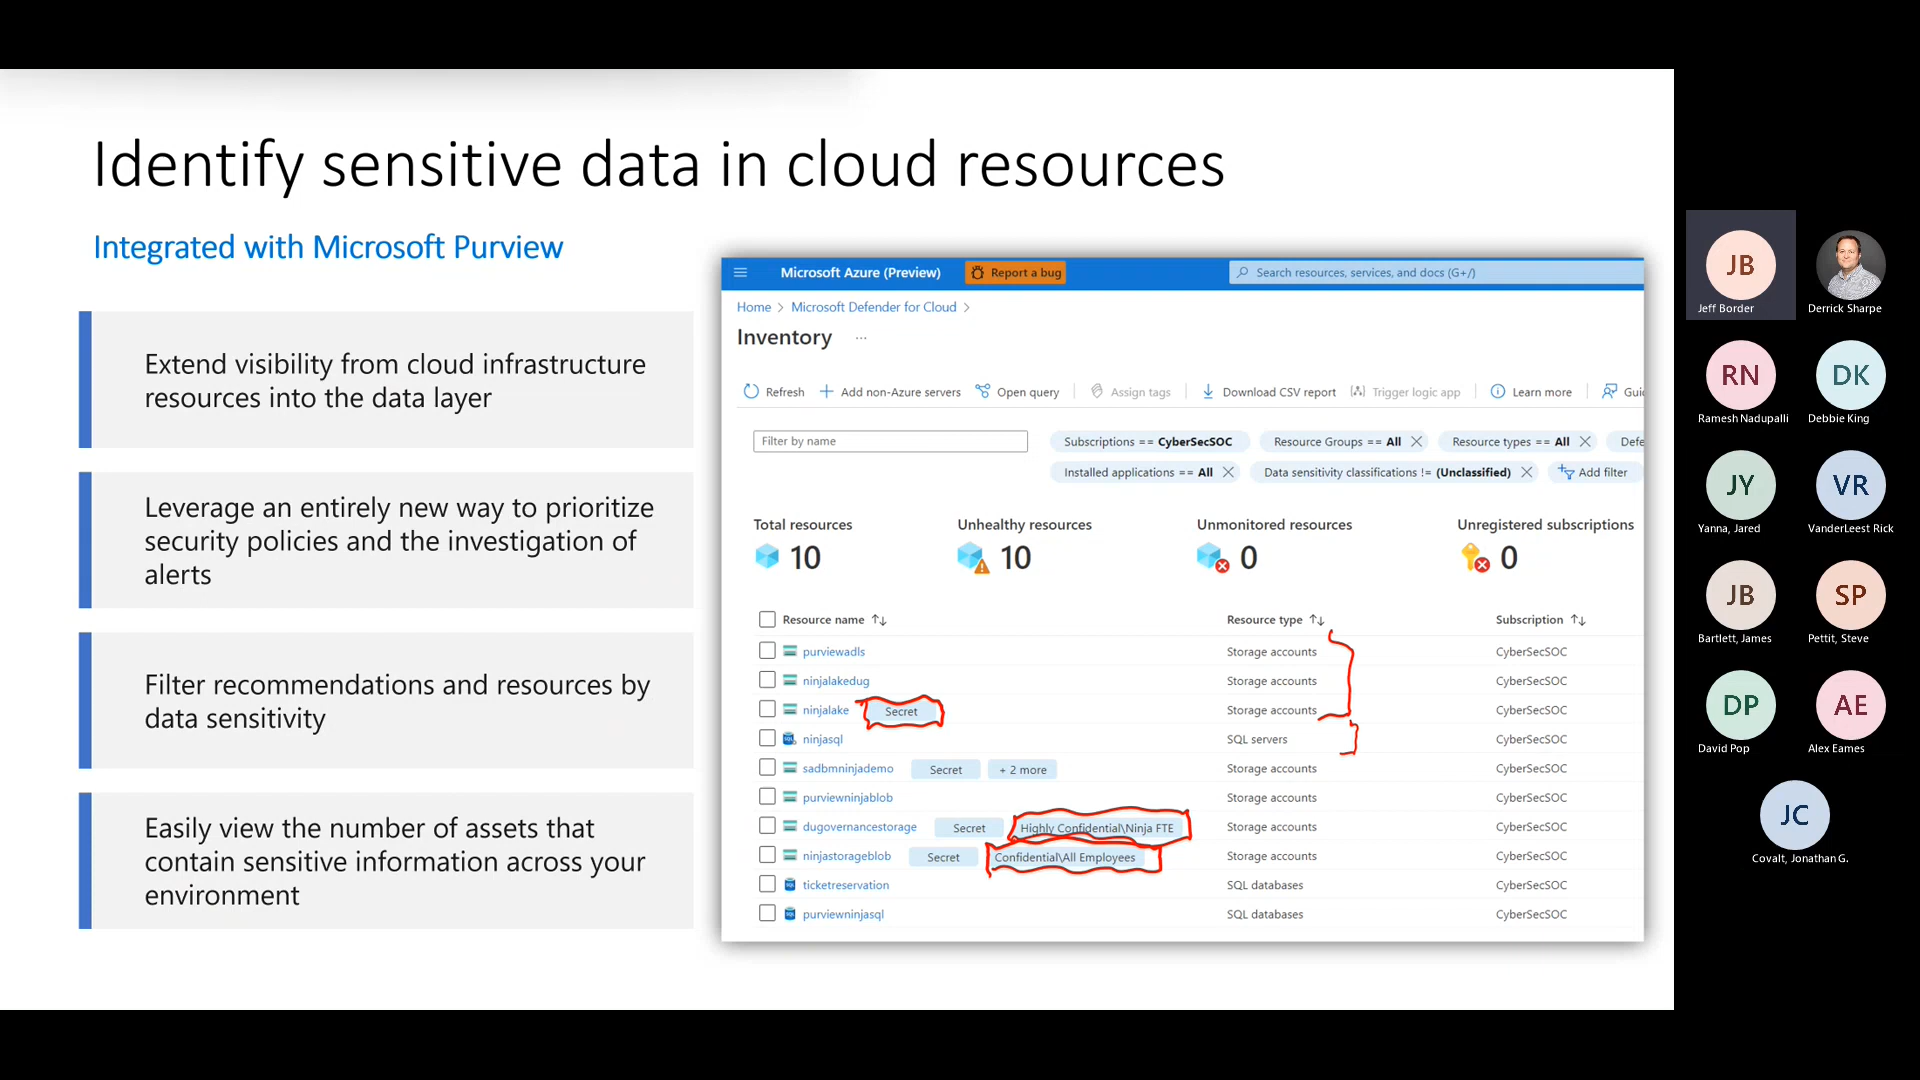 Identify sensitive data in cloud resources
Integrated with Microsoft Purview
Extend visibility from cloud infrastructure
resources into the data layer
Leverage an entirely new way to prioritize
security policies and the investigation of
alerts
Filter recommendations and resources by
data sensitivity
Easily view the number of assets that
contain sensitive information across your
environment
Microsoft Azure (Preview) Report a bug Search resources, services, and docs (G+/)
Home > Microsoft Defender for Cloud >
Inventory ...
Refresh + Add non-Azure servers Open query Assign tags Download CSV report Trigger logic app Learn more Guic
Filter by name Subscriptions == CyberSecSOC Resource Groups == All Resource types == All Defe
Installed applications == All Data sensitivity classifications != (Unclassified) Add filter
Total resources Unhealthy resources Unmonitored resources Unregistered subscriptions
10 10 0 0
Resource name Resource type Subscription
purviewadls Storage accounts CyberSecSOC
ninjalakedug Storage accounts CyberSecSOC
ninjalake Secret Storage accounts CyberSecSOC
ninjasql SQL servers CyberSecSOC
sadbmninjademo Secret + 2 more Storage accounts CyberSecSOC
purviewninjablob Storage accounts CyberSecSOC
dugovernancestorage Secret Highly Confidential\Ninja FTE Storage accounts CyberSecSOC
ninjastorageblob Secret Confidential\All Employees Storage accounts CyberSecSOC
ticketreservation SQL databases CyberSecSOC
purviewninjasql SQL databases CyberSecSOC
JB
Jeff Border Derrick Sharpe
RN DK
Ramesh Nadupalli Debbie King
JY VR
Yanna, Jared VanderLeest Rick
JB SP
Bartlett, James Pettit, Steve
DP AE
David Pop Alex Eames
JC
Covalt, Jonathan G.